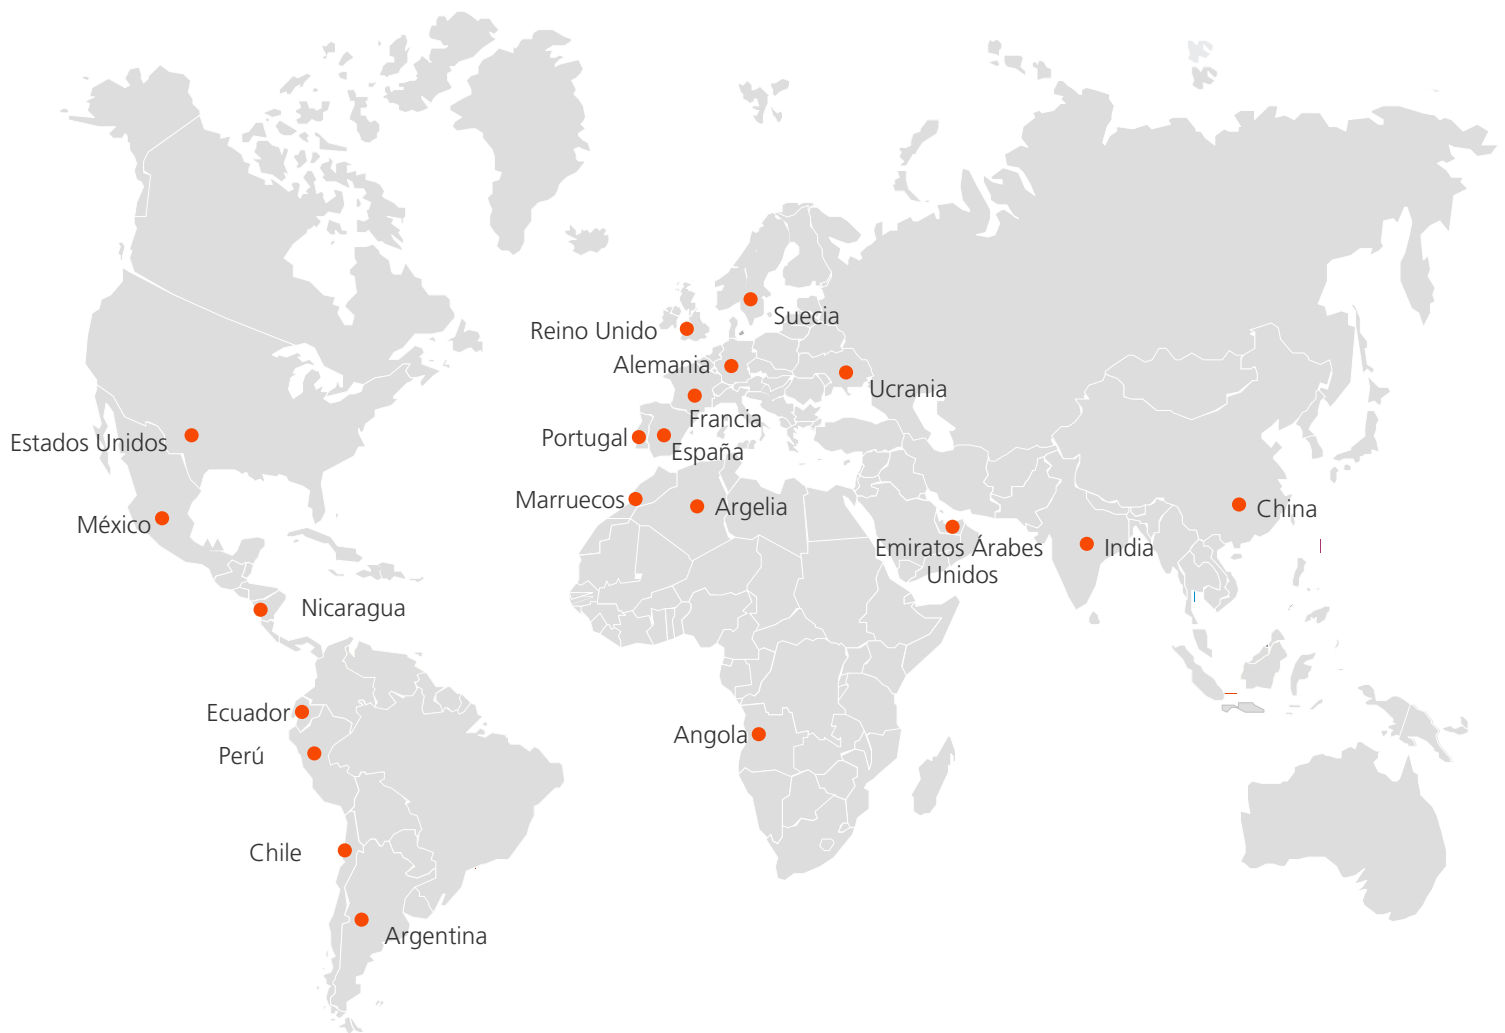 Suecia
Reino Unido
Alemania
Ucrania
Francia
Portugal
España
Estados Unidos
Marruecos
Argelia
China
México
Emiratos Árabes
Unidos
India
Nicaragua
Ecuador
Angola
Perú
Chile
Argentina